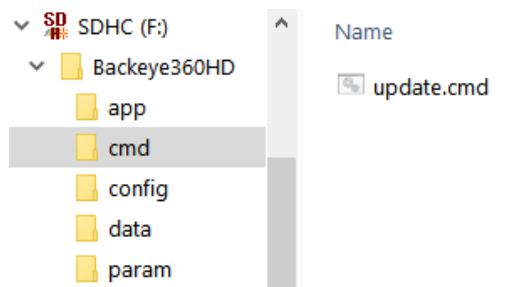 SD
SDHC (F:)
Backeye360HD
app
cmd
config
data
param
Name
update.cmd